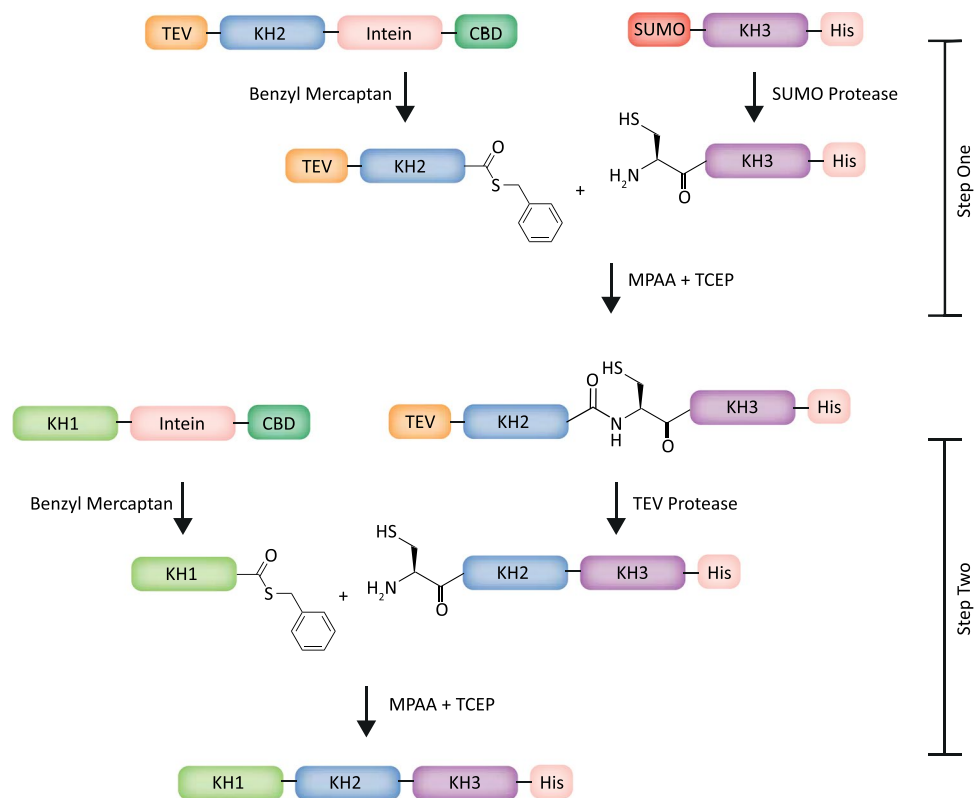 TEV KH2 Intein CBD
SUMO KH3 His
Benzyl Mercaptan
SUMO Protease
TEV KH2 O S
+
HS H2N O KH3 His
MPAA + TCEP
Step One
KH1 Intein CBD
TEV KH2 O N H HS O KH3 His
Benzyl Mercaptan
TEV Protease
KH1 O S
+
HS H2N O KH2 KH3 His
MPAA + TCEP
Step Two
KH1 KH2 KH3 His